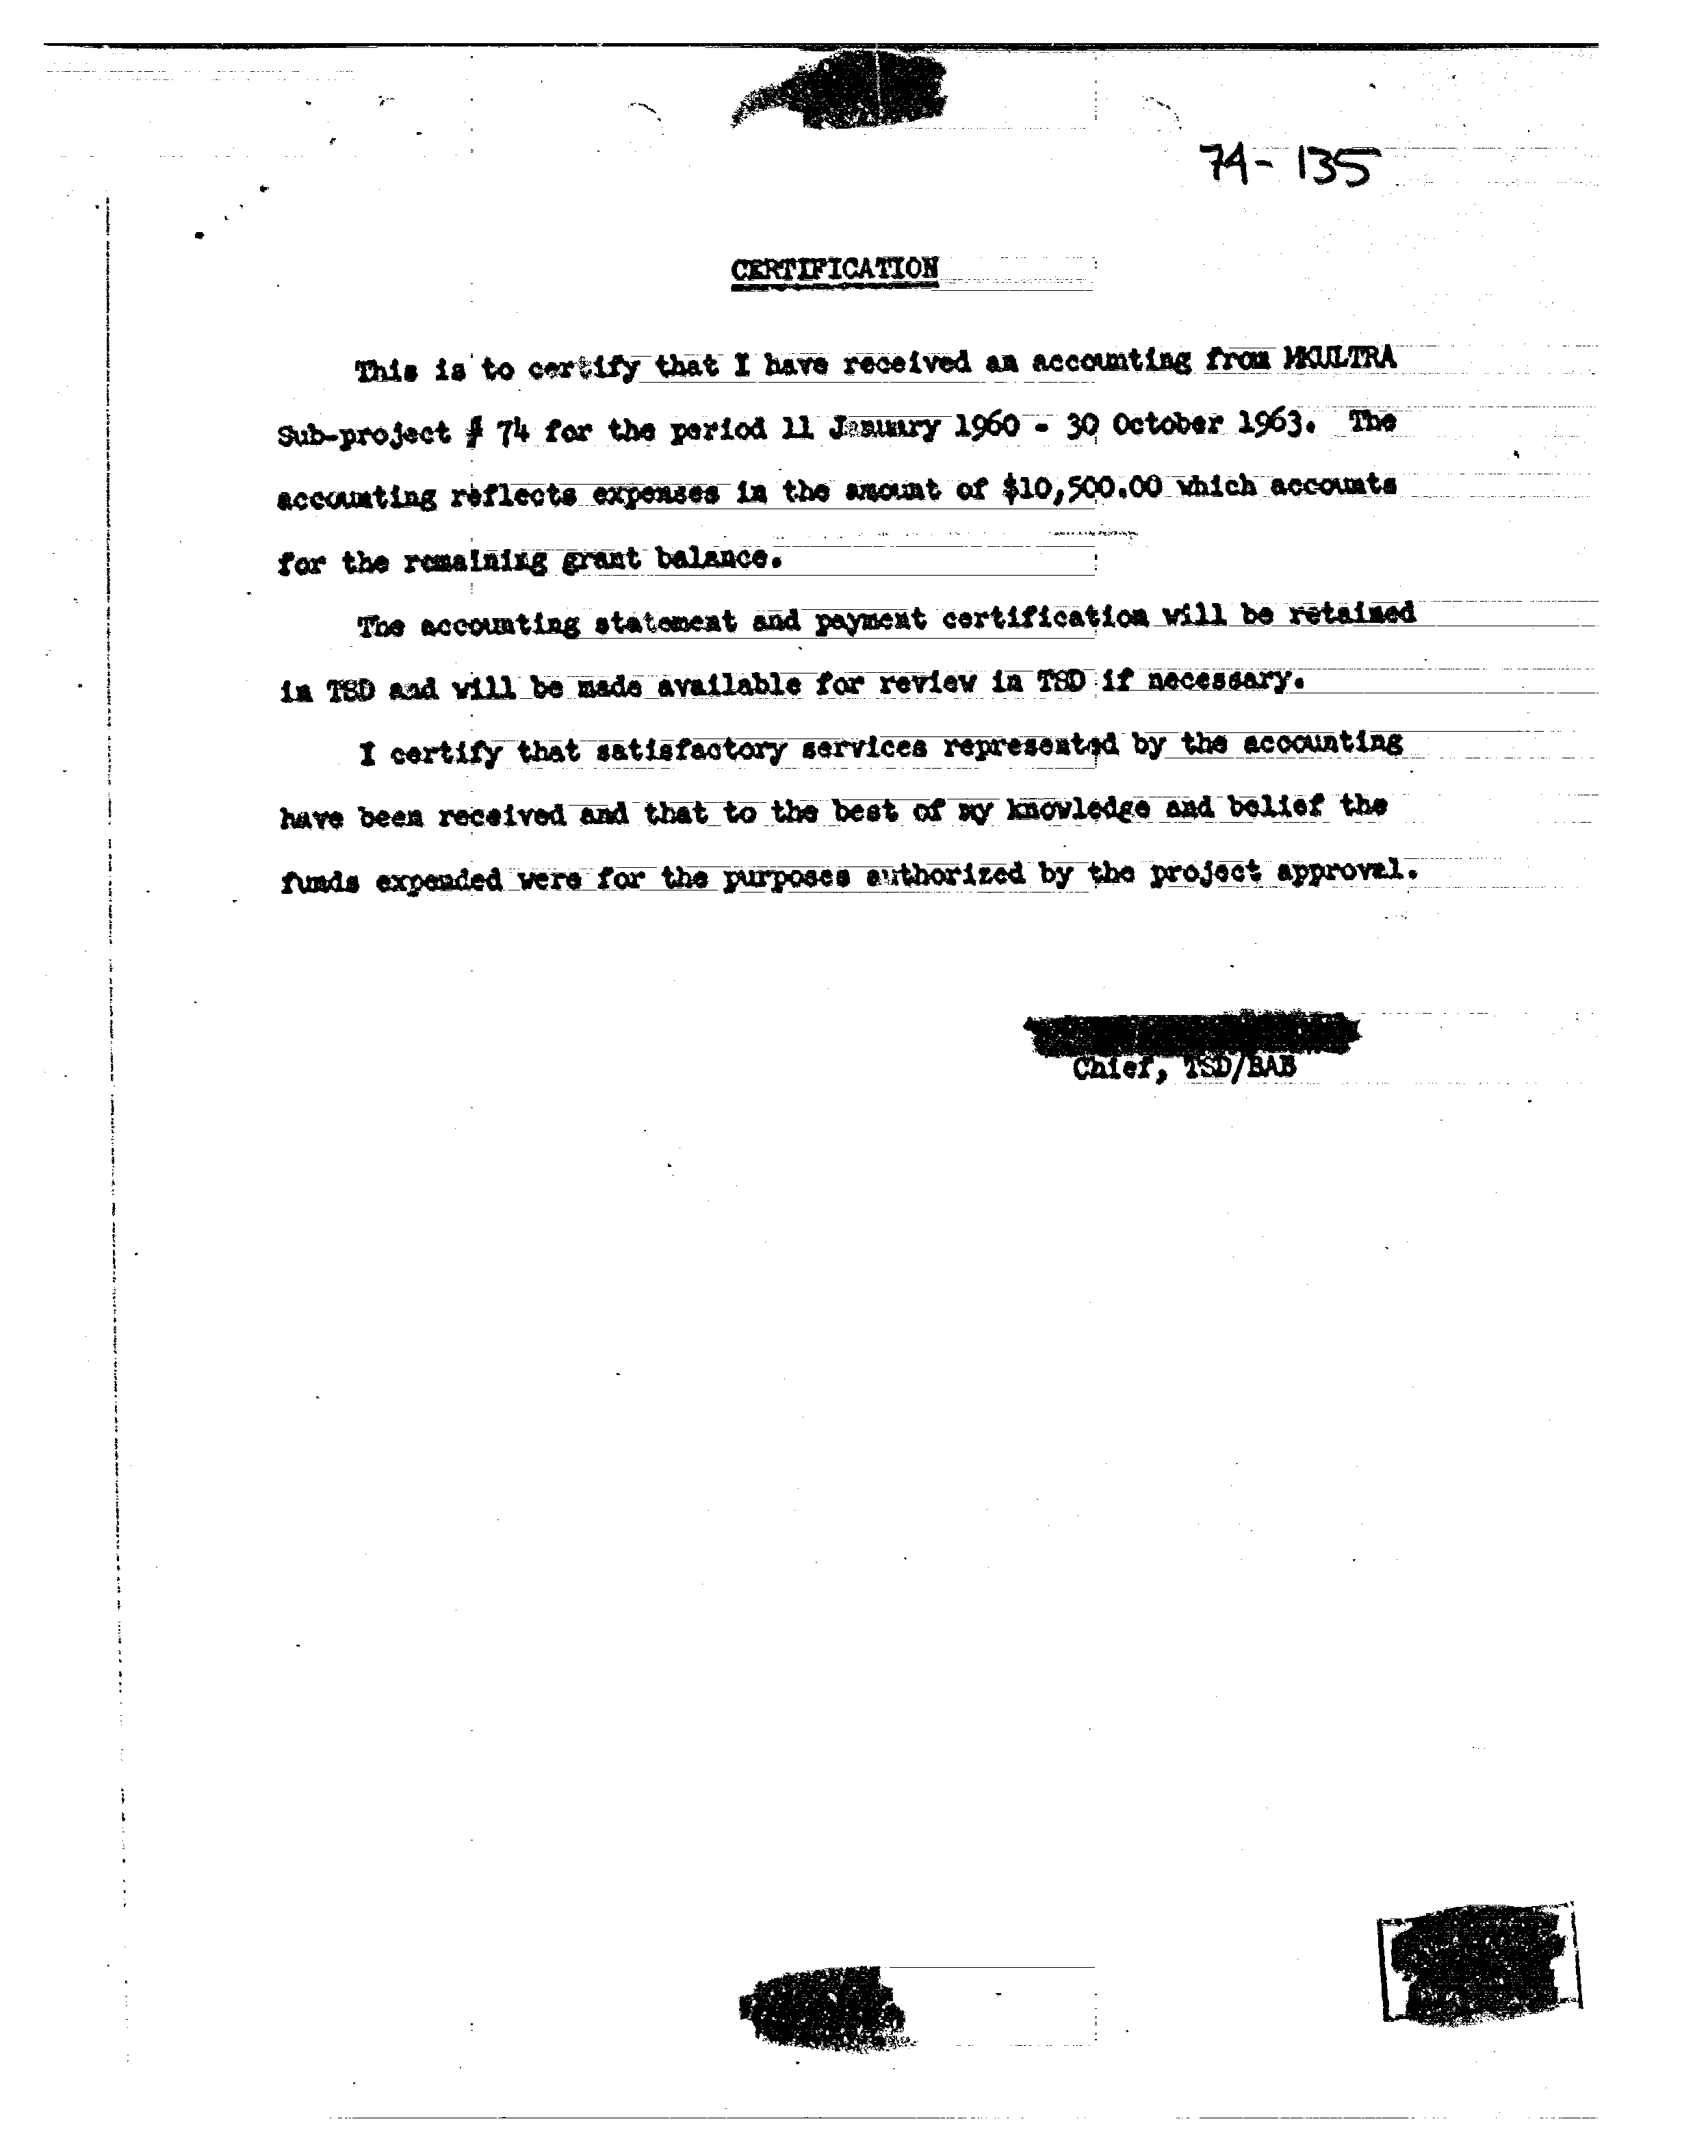 74-135
CERTIFICATION
This is to certify that I have received an accounting from MKULTRA
Sub-project # 74 for the period 11 January 1960 - 30 October 1963. The
accounting reflects expenses in the amount of $10,500.00 which accounts
for the remaining grant balance.
The accounting statement and payment certification will be retained
in TSD and will be made available for review in TSD if necessary.
I certify that satisfactory services represented by the accounting
have been received and that to the best of my knowledge and belief the
funds expended were for the purposes authorized by the project approval.
Chief, TSD/BAB